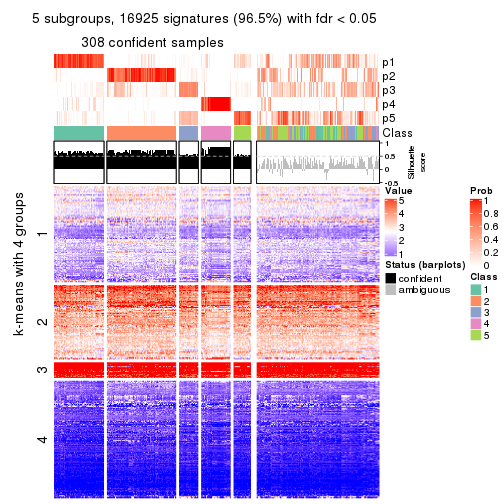 5 subgroups, 16925 signatures (96.5%) with fdr < 0.05
308 confident samples
p1
p2
p3
p4
p5
Class
1
0.5
0
-0.5
Silhouette
score
k-means with 4 groups
1
2
3
4
Value
5
4
3
2
1
Status (barplots)
confident
ambiguous
Prob
1
0.8
0.6
0.4
0.2
0
Class
1
2
3
4
5